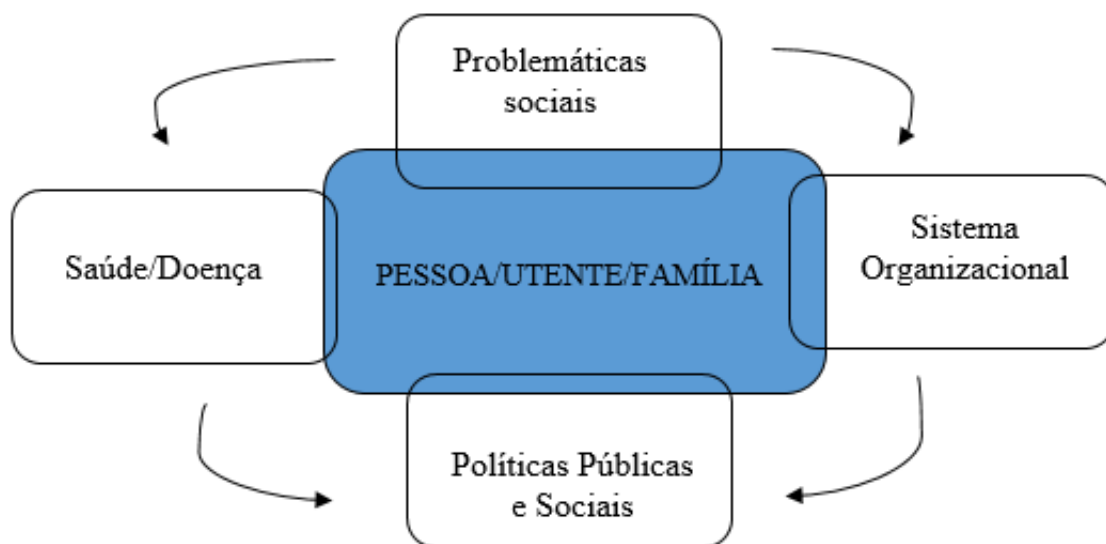 Problemáticas
sociais
Saúde/Doença
PESSOA/UTENTE/FAMÍLIA
Sistema
Organizacional
Políticas Públicas
e Sociais